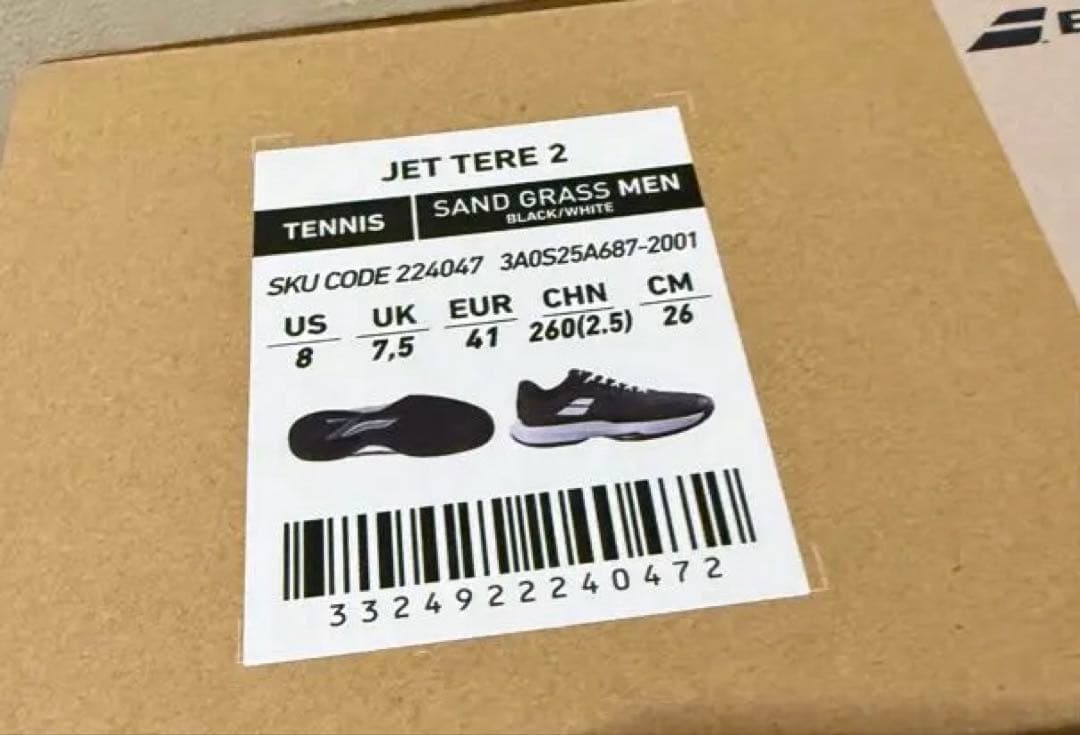 JET TERE 2
TENNIS
SAND GRASS MEN
BLACK/WHITE
SKU CODE 224047 3A0S25A687-2001
US UK EUR CHN CM
8 7,5 41 260(2.5) 26
3324922240472